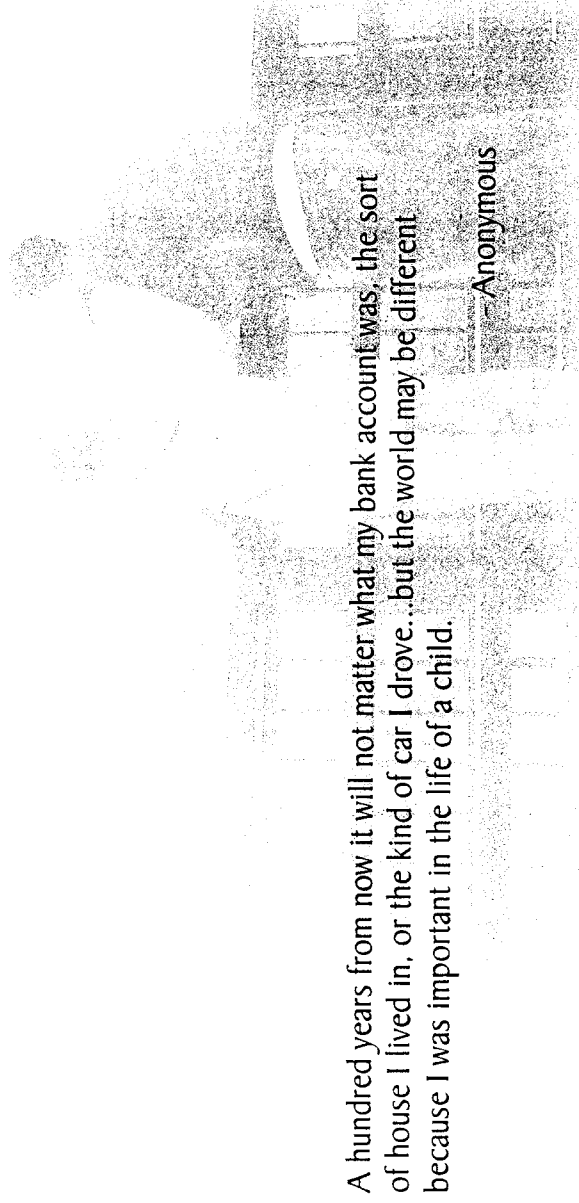 A hundred years from now it will not matter what my bank account was, the sort
of house I lived in, or the kind of car I drove...but the world may be different
because I was important in the life of a child.
–Anonymous